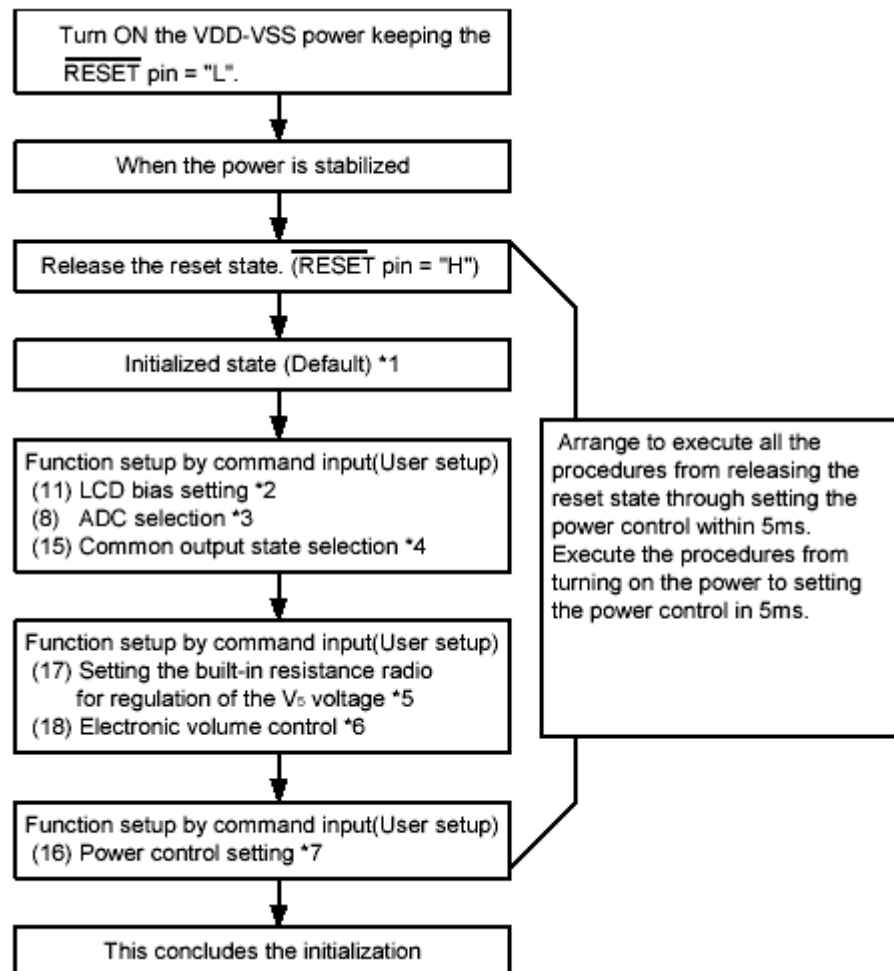 Turn ON the VDD-VSS power keeping the
RESET pin = "L".
When the power is stabilized
Release the reset state. (RESET pin = "H")
Initialized state (Default) *1
Function setup by command input(User setup)
(11) LCD bias setting *2
(8) ADC selection *3
(15) Common output state selection *4
Function setup by command input(User setup)
(17) Setting the built-in resistance radio
for regulation of the V5 voltage *5
(18) Electronic volume control *6
Function setup by command input(User setup)
(16) Power control setting *7
This concludes the initialization
Arrange to execute all the
procedures from releasing the
reset state through setting the
power control within 5ms.
Execute the procedures from
turning on the power to setting
the power control in 5ms.